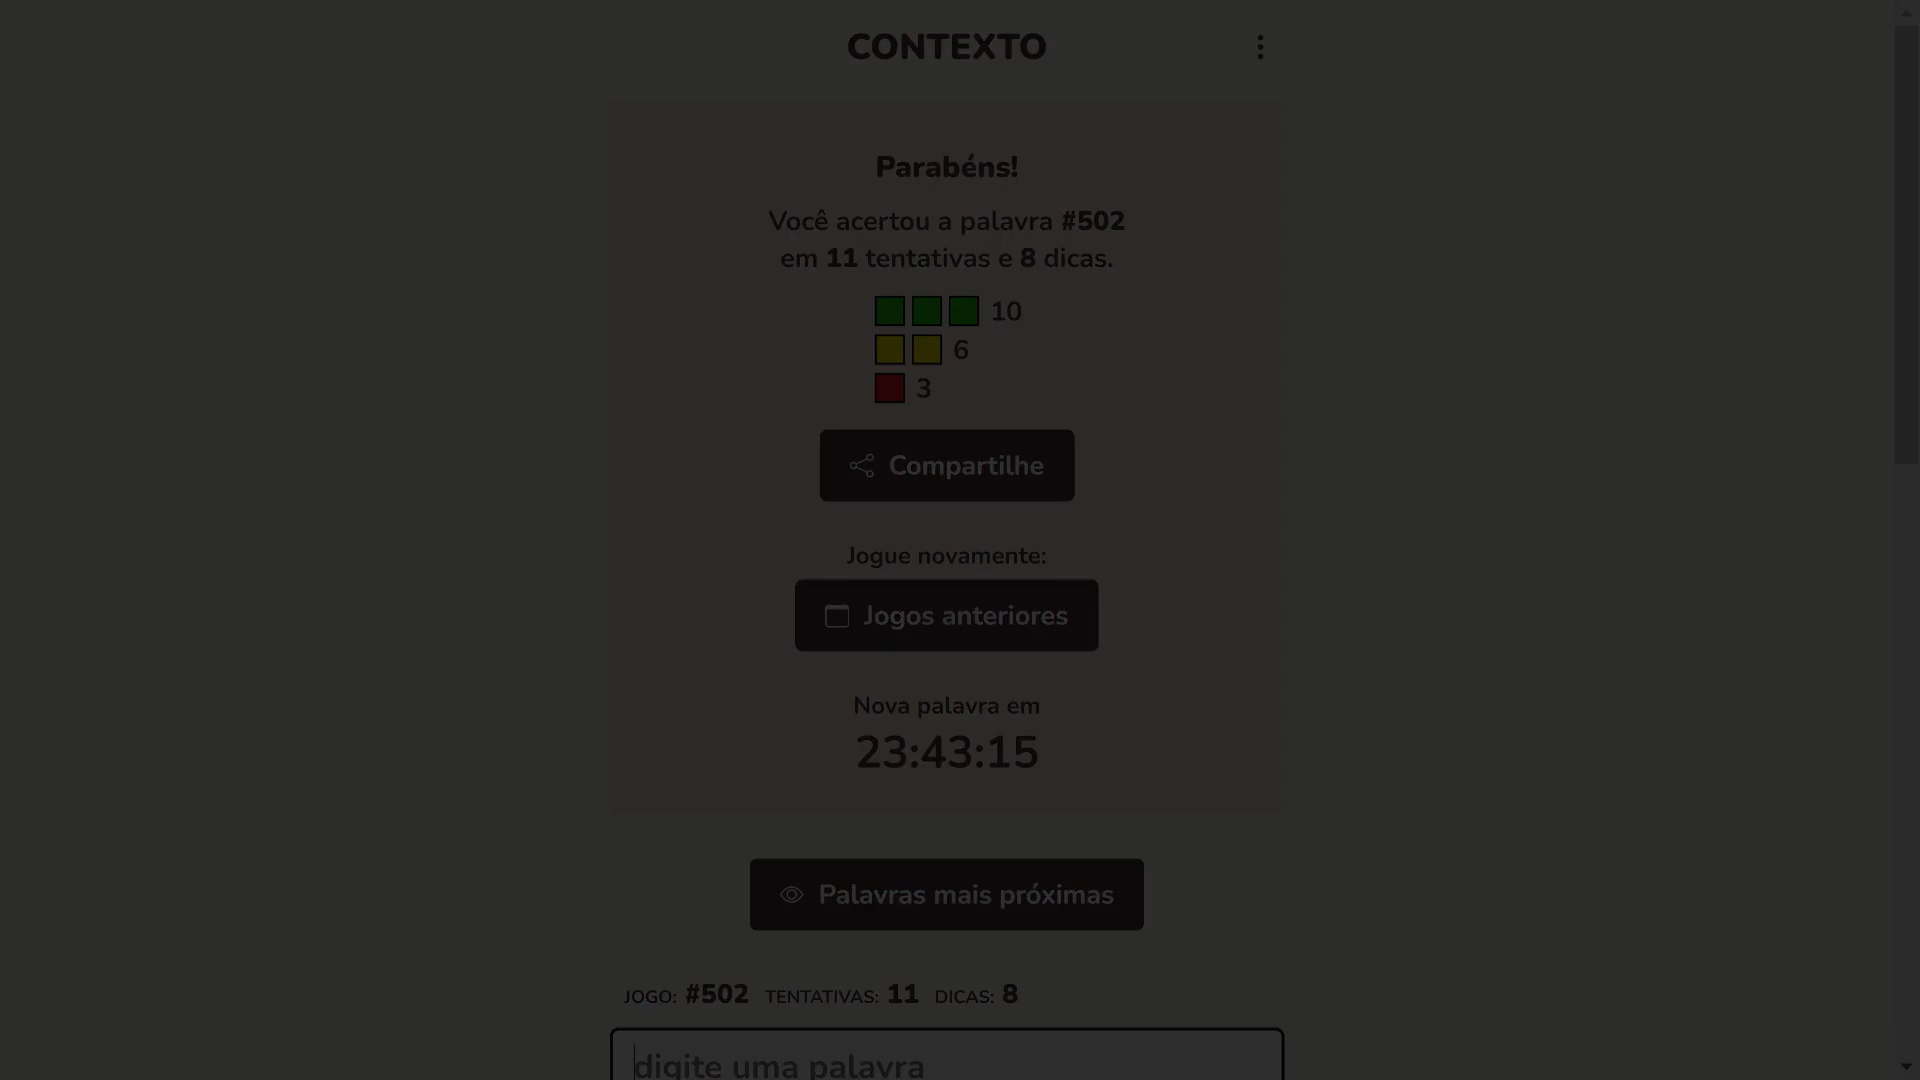 CONTEXTO
Parabéns!
Você acertou a palavra #502
em 11 tentativas e 8 dicas.
10
6
3
Compartilhe
Jogue novamente:
Jogos anteriores
Nova palavra em
23:43:15
Palavras mais próximas
JOGO: #502 TENTATIVAS: 11 DICAS: 8
digite uma palavra